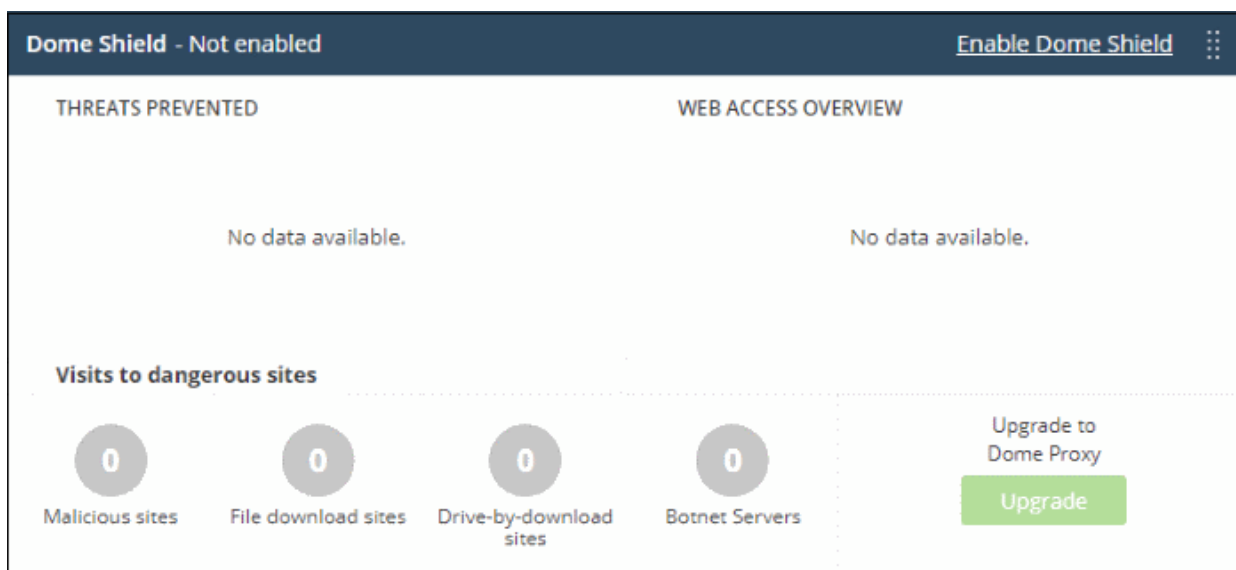 Dome Shield - Not enabled
Enable Dome Shield
THREATS PREVENTED
WEB ACCESS OVERVIEW
No data available.
No data available.
Visits to dangerous sites
0
Malicious sites
0
File download sites
0
Drive-by-download
sites
0
Botnet Servers
Upgrade to
Dome Proxy
Upgrade